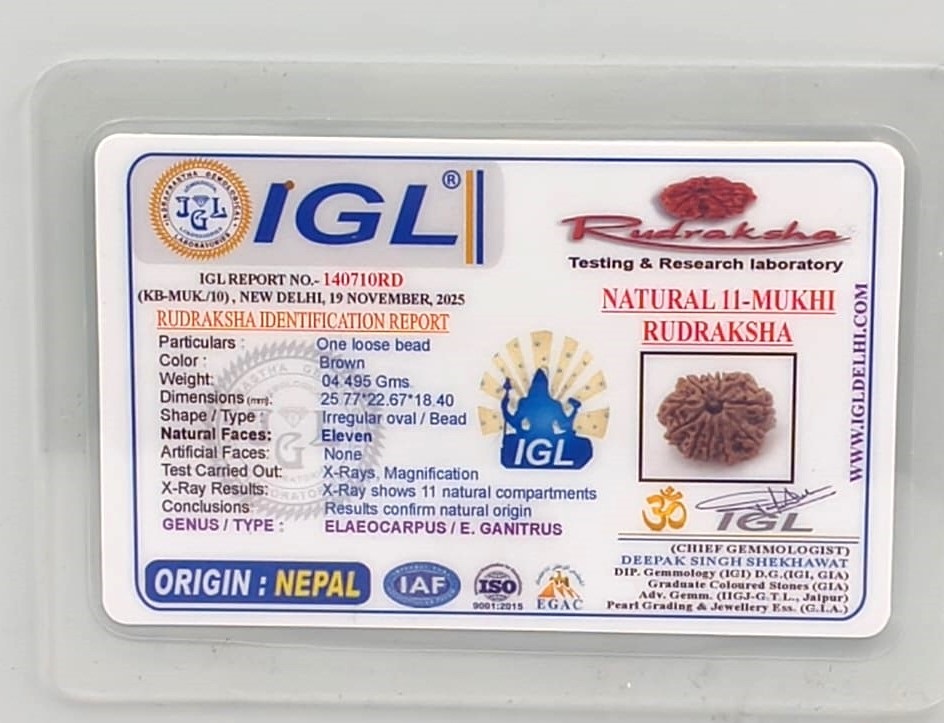 INDRAPRASTHA GEMOLOGICAL LABORATORIES
IGL®
IGL REPORT NO.- 140710RD
(KB-MUK./10) , NEW DELHI, 19 NOVEMBER, 2025
RUDRAKSHA IDENTIFICATION REPORT
Particulars : One loose bead
Color : Brown
Weight: 04.495 Gms.
Dimensions (mm): 25.77*22.67*18.40
Shape / Type : Irregular oval / Bead
Natural Faces: Eleven
Artificial Faces: None
Test Carried Out: X-Rays, Magnification
X-Ray Results: X-Ray shows 11 natural compartments
Conclusions: Results confirm natural origin
GENUS / TYPE : ELAEOCARPUS / E. GANITRUS
IGL
ORIGIN : NEPAL
IAF
ISO
9001:2015
EGAC
Rudraksha
Testing & Research laboratory
NATURAL 11-MUKHI
RUDRAKSHA
WWW.IGLDELHI.COM
ॐ
IGL
(CHIEF GEMMOLOGIST)
DEEPAK SINGH SHEKHAWAT
DIP. Gemmology (IGI) D.G.(IGI, GIA)
Graduate Coloured Stones (GIA)
Adv. Gemm. (IIGJ-G.T.L., Jaipur)
Pearl Grading & Jewellery Ess. (G.I.A.)